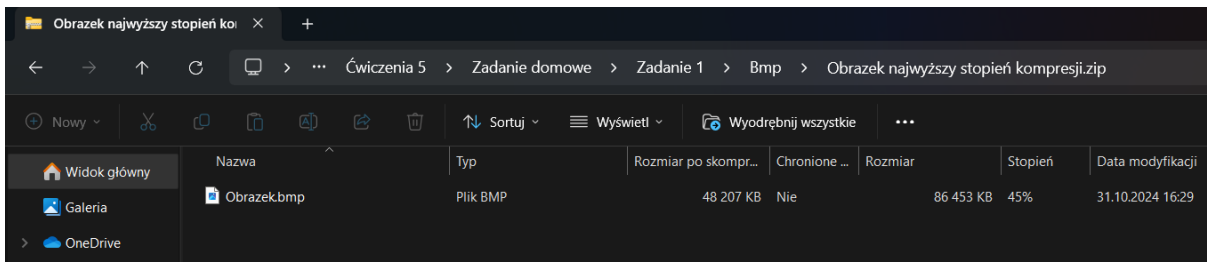 Obrazek najwyższy stopień ko
Ćwiczenia 5 > Zadanie domowe > Zadanie 1 > Bmp > Obrazek najwyższy stopień kompresji.zip
Nowy Sortuj Wyświetl Wyodrębnij wszystkie
Widok główny Nazwa Typ Rozmiar po skompr... Chronione ... Rozmiar Stopień Data modyfikacji
Galeria Obrazek.bmp Plik BMP 48 207 KB Nie 86 453 KB 45% 31.10.2024 16:29
OneDrive